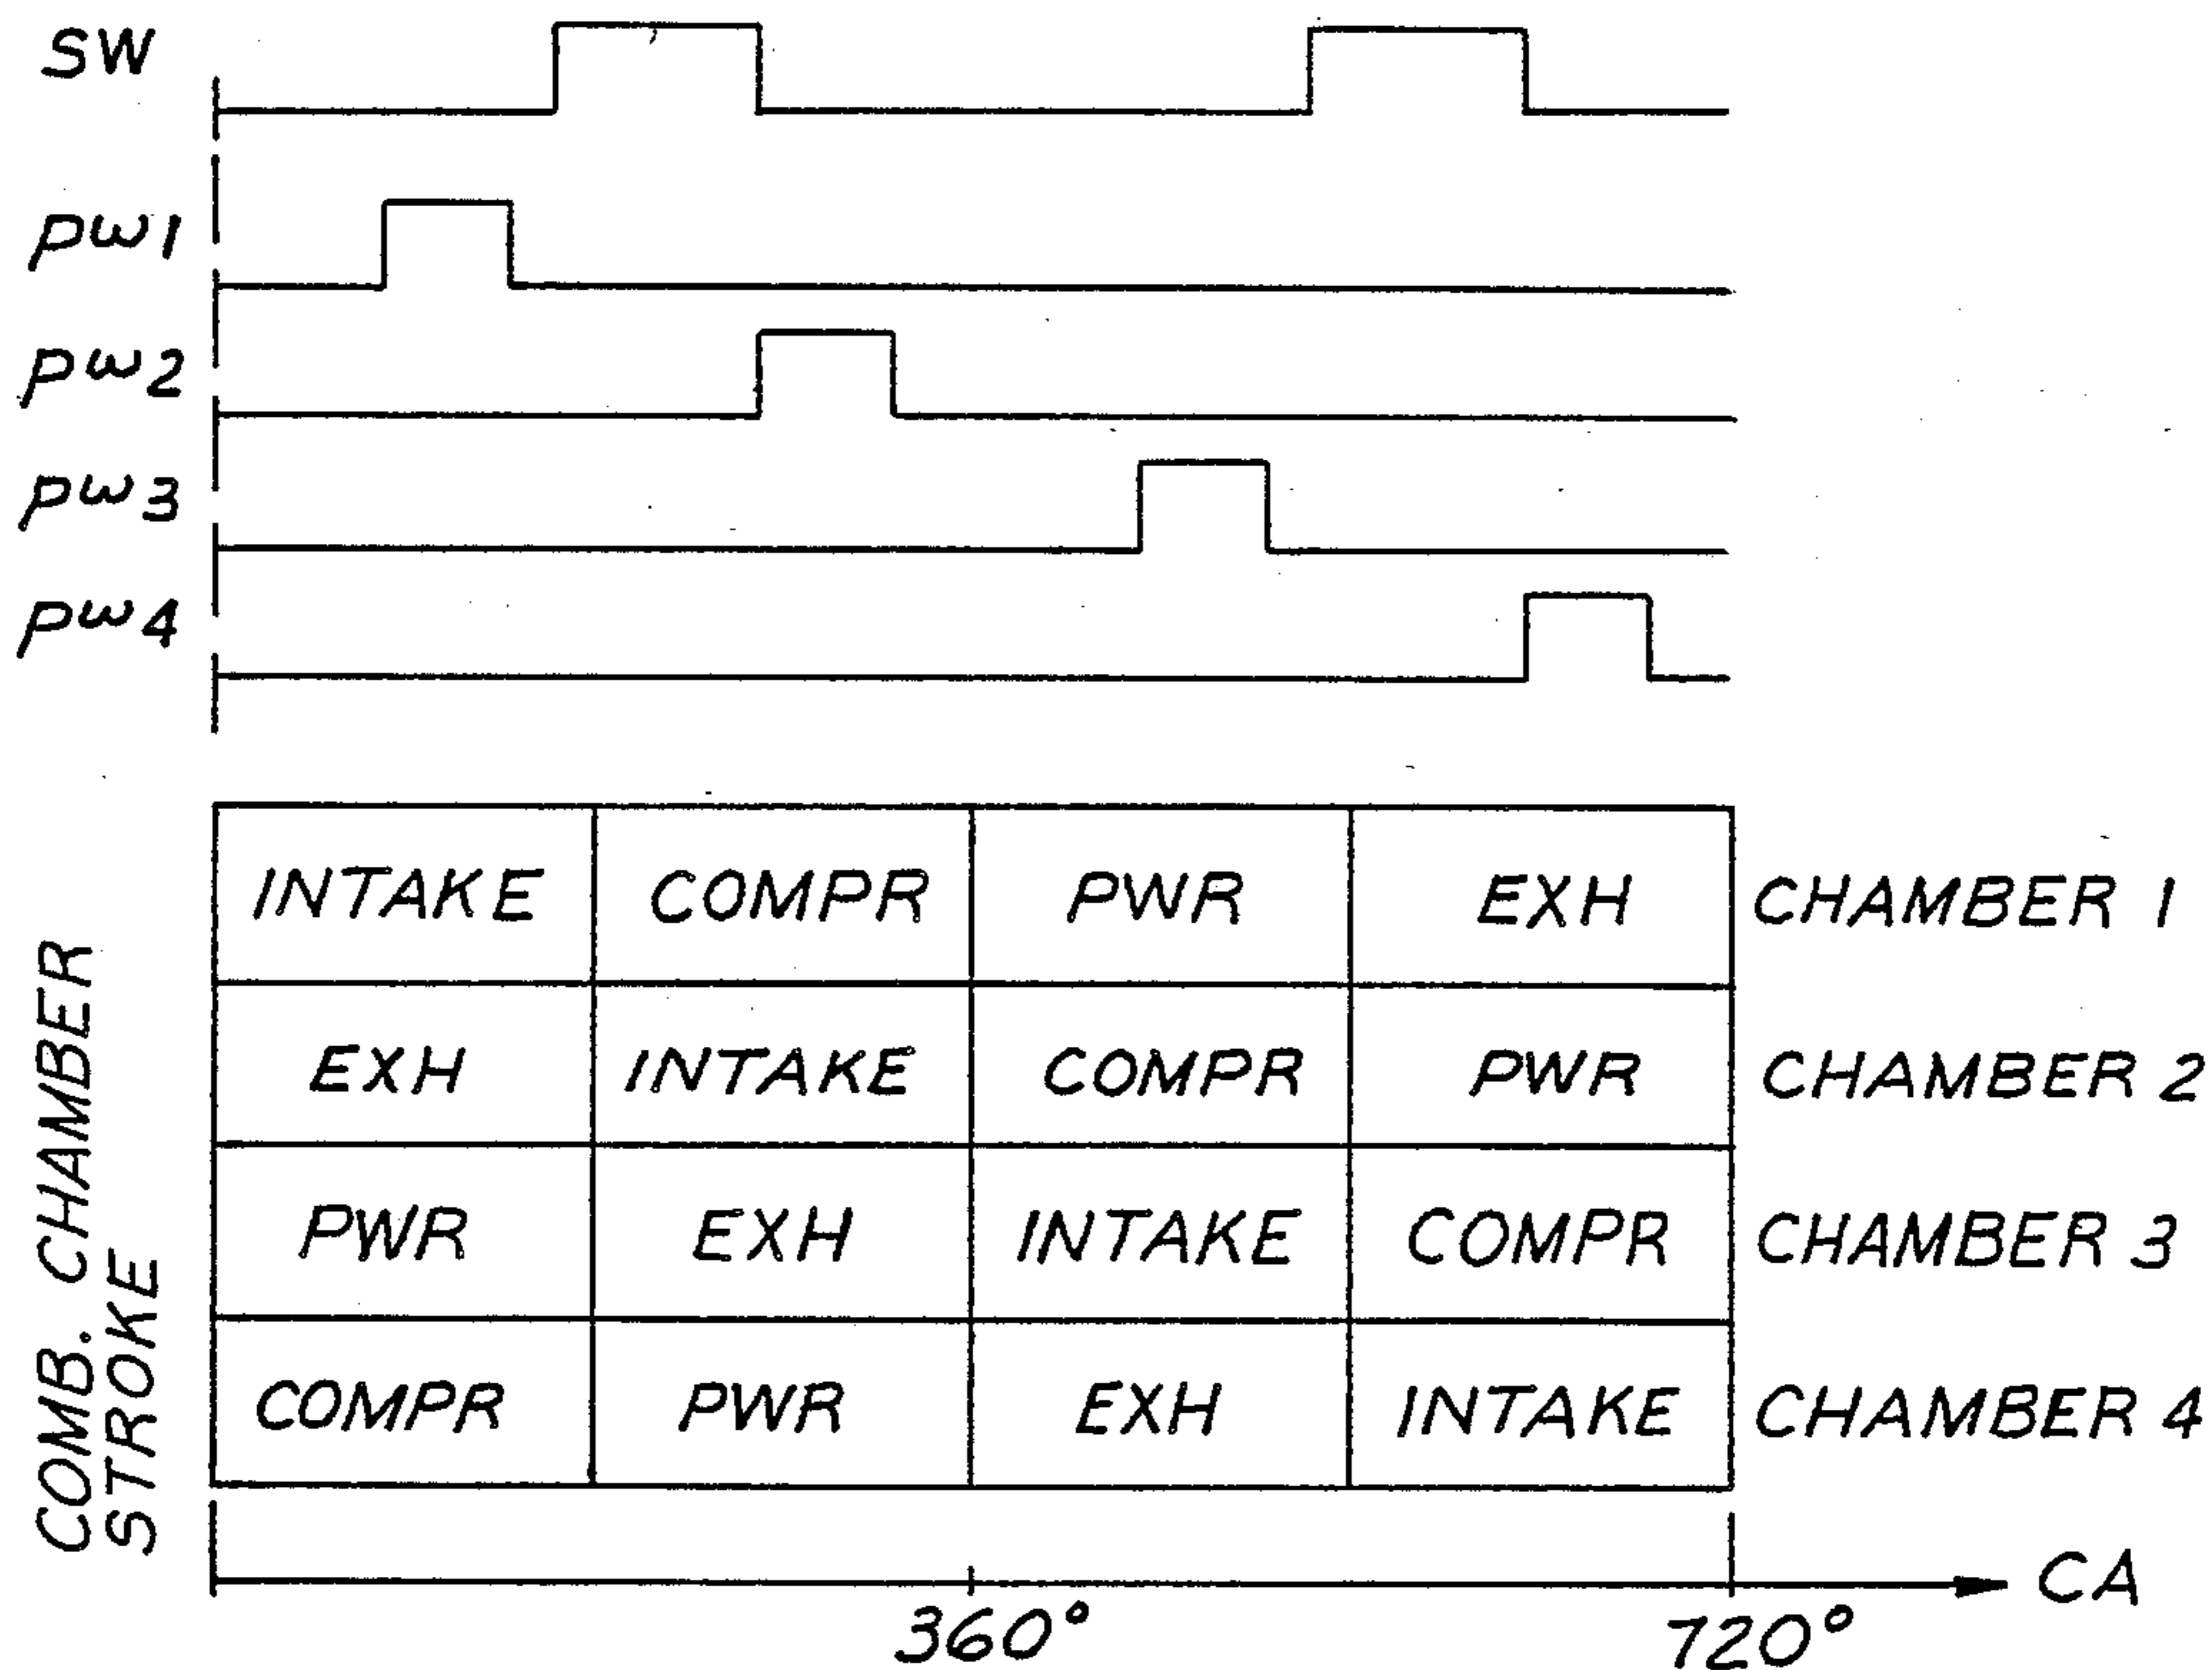 SW
pw1
pw2
pw3
pw4
INTAKE COMPR PWR EXH CHAMBER 1
EXH INTAKE COMPR PWR CHAMBER 2
PWR EXH INTAKE COMPR CHAMBER 3
COMPR PWR EXH INTAKE CHAMBER 4
COMB. CHAMBER
STROKE
CA
360° 720°